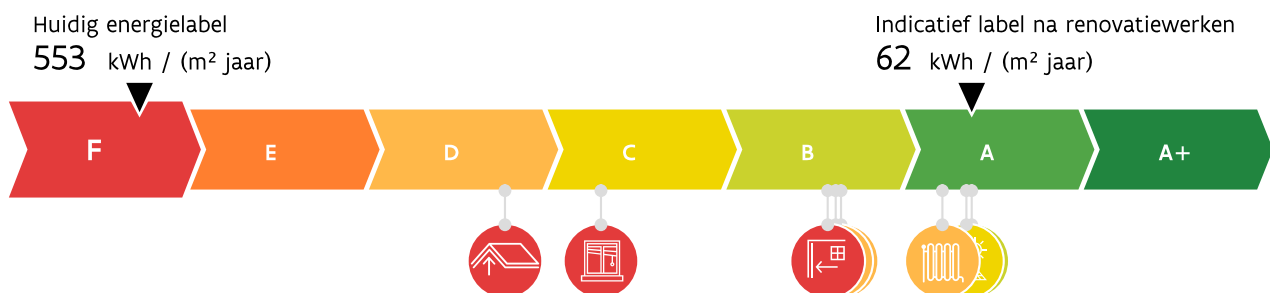 Huidig energielabel
553 kWh / (m² jaar)
Indicatief label na renovatiewerken
62 kWh / (m² jaar)
F E D C B A A+